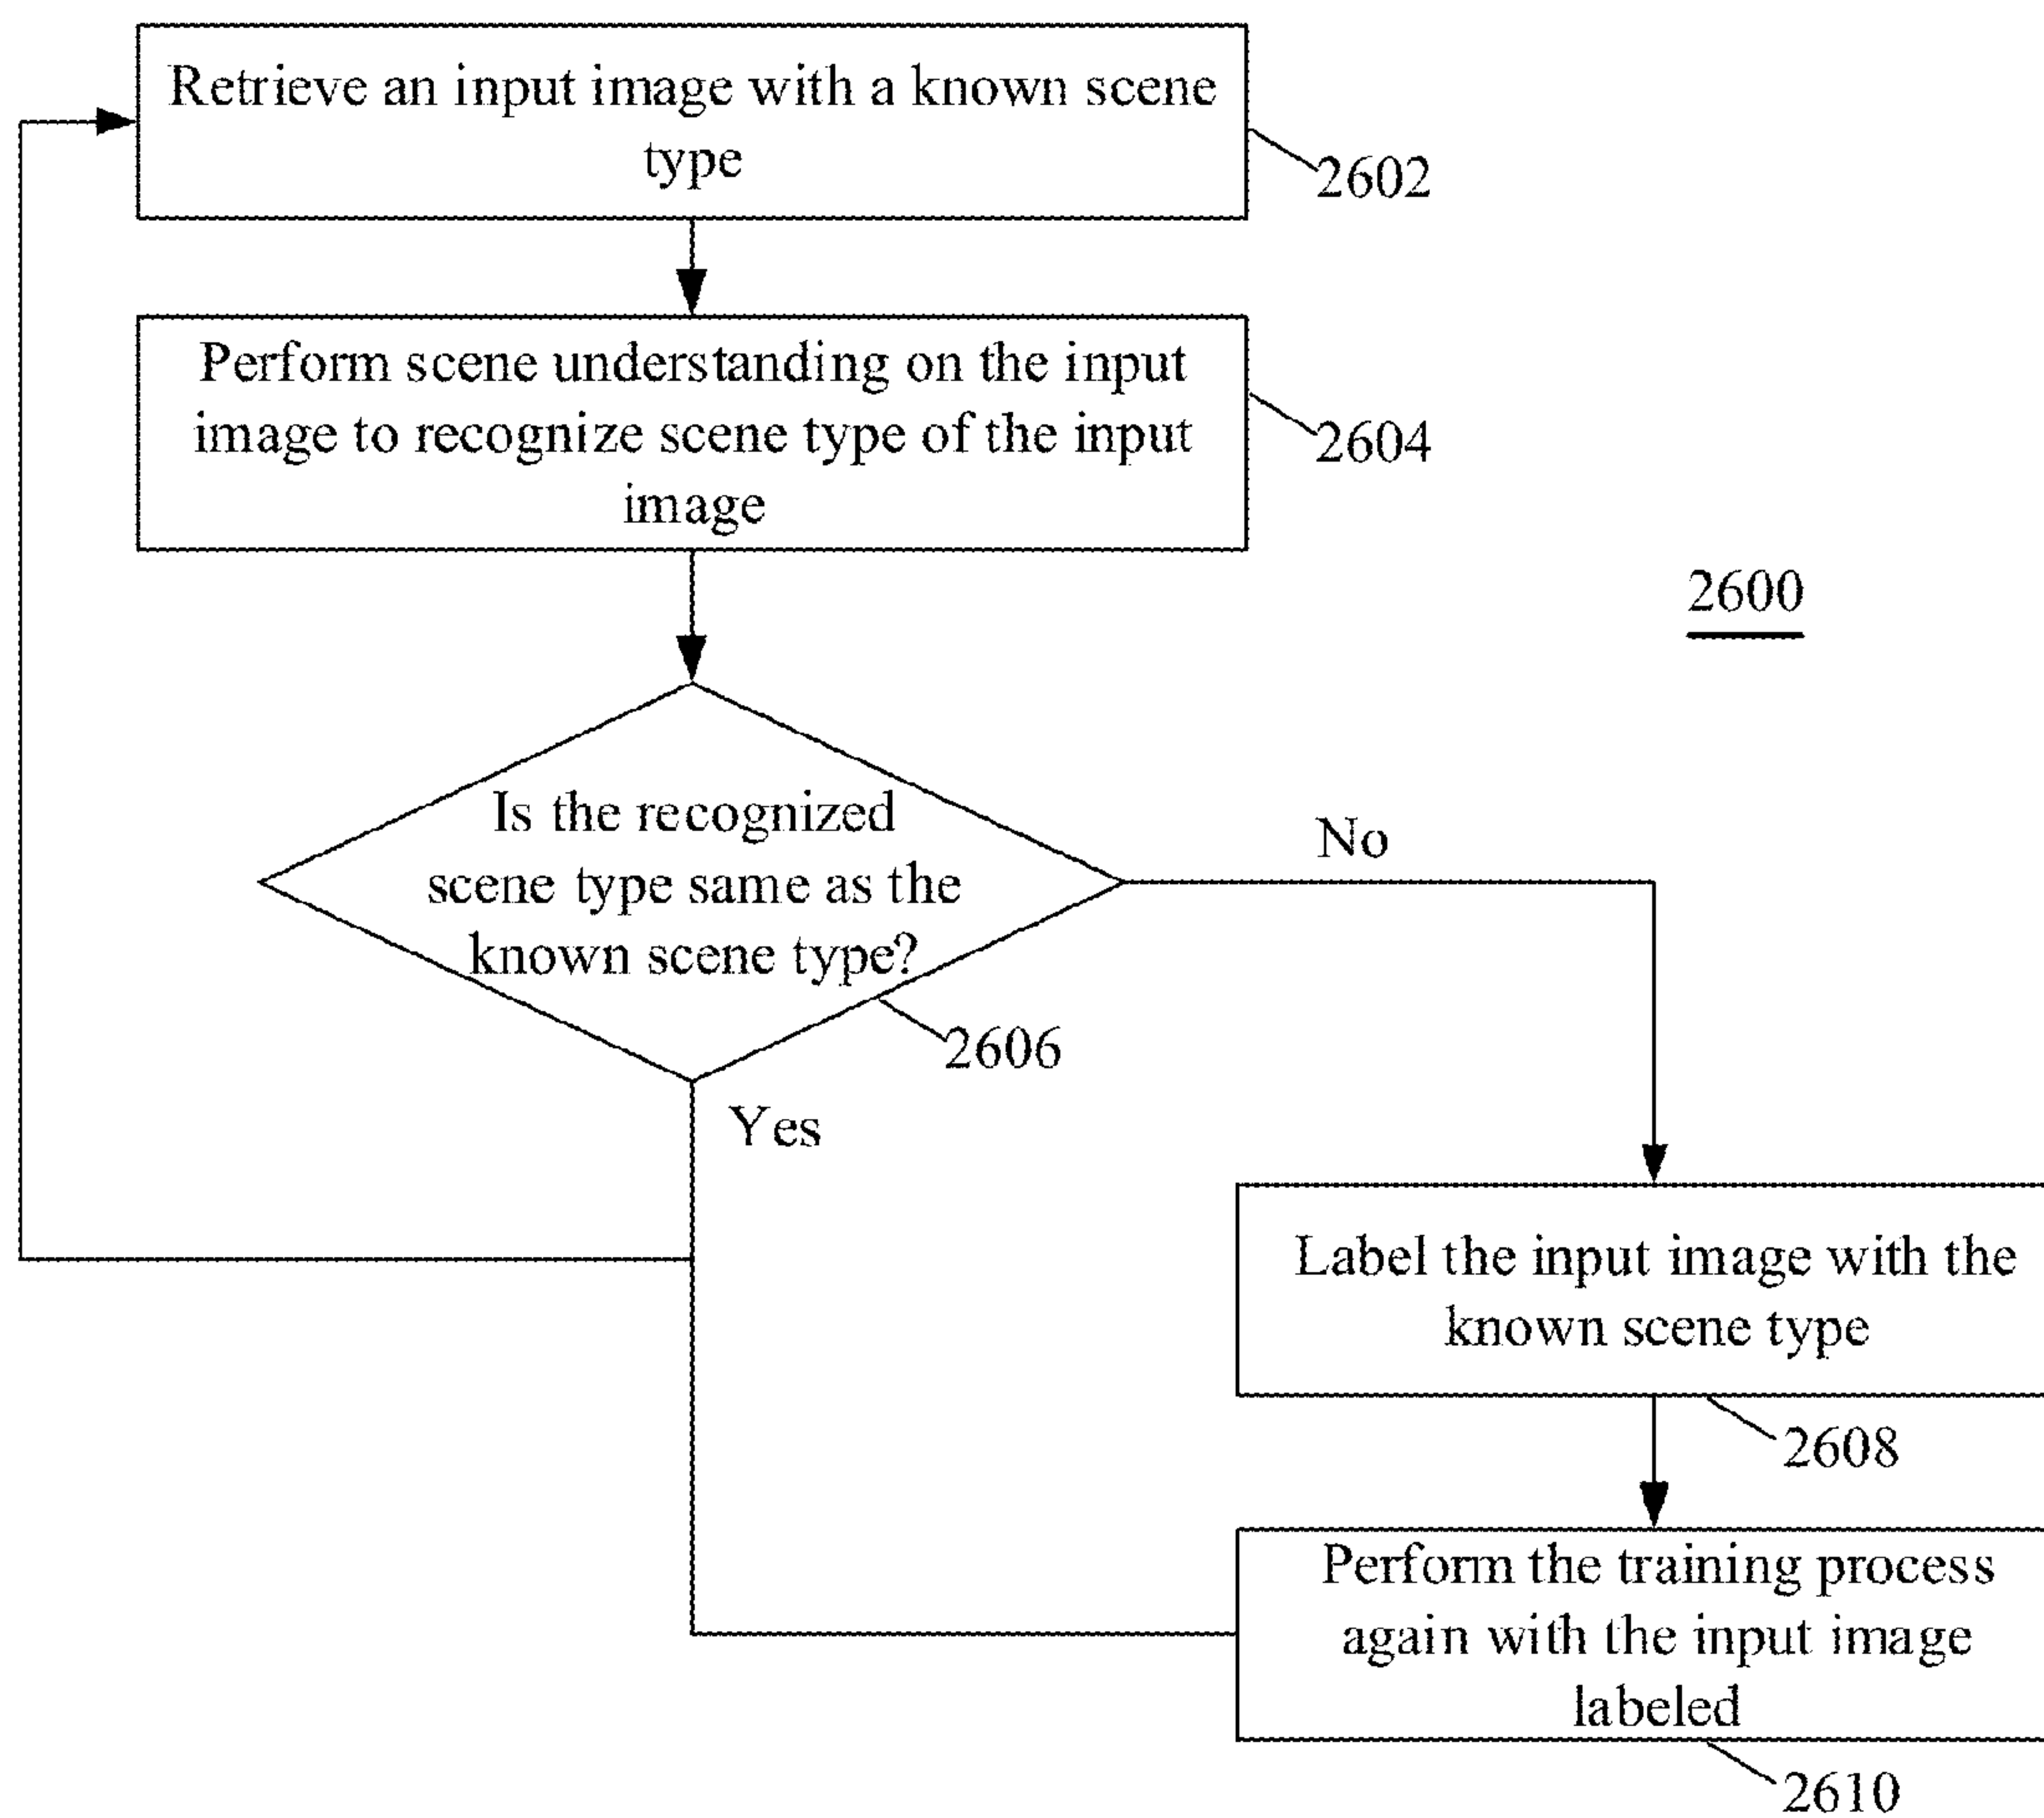 Retrieve an input image with a known scene
type
2602
Perform scene understanding on the input
image to recognize scene type of the input
image
2604
2600
Is the recognized
scene type same as the
known scene type?
2606
No
Yes
Label the input image with the
known scene type
2608
Perform the training process
again with the input image
labeled
2610